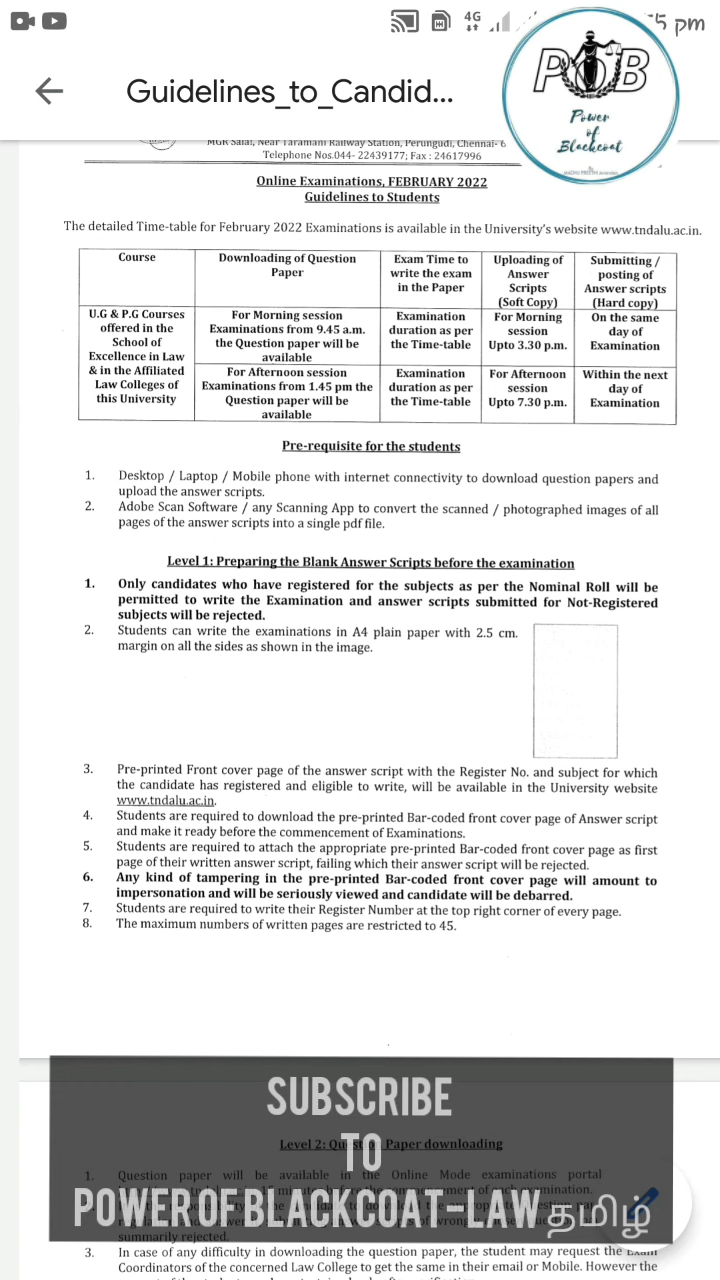 4G
5 pm
Guidelines_to_Candid...
POB
Power
of
Blackcoat
MGR Salai, Near Taramani Railway Station, Perungudi, Chennai- 6
Telephone Nos.044- 22439177; Fax : 24617996
Online Examinations, FEBRUARY 2022
Guidelines to Students
The detailed Time-table for February 2022 Examinations is available in the University's website www.tndalu.ac.in.
Course
Downloading of Question
Paper
Exam Time to
write the exam
in the Paper
Uploading of
Answer
Scripts
(Soft Copy)
Submitting /
posting of
Answer scripts
(Hard copy)
U.G & P.G Courses
offered in the
School of
Excellence in Law
& in the Affiliated
Law Colleges of
this University
For Morning session
Examinations from 9.45 a.m.
the Question paper will be
available
Examination
duration as per
the Time-table
For Morning
session
Upto 3.30 p.m.
On the same
day of
Examination
For Afternoon session
Examinations from 1.45 pm the
Question paper will be
available
Examination
duration as per
the Time-table
For Afternoon
session
Upto 7.30 p.m.
Within the next
day of
Examination
Pre-requisite for the students
1. Desktop / Laptop / Mobile phone with internet connectivity to download question papers and
upload the answer scripts.
2. Adobe Scan Software / any Scanning App to convert the scanned / photographed images of all
pages of the answer scripts into a single pdf file.
Level 1: Preparing the Blank Answer Scripts before the examination
1. Only candidates who have registered for the subjects as per the Nominal Roll will be
permitted to write the Examination and answer scripts submitted for Not-Registered
subjects will be rejected.
2. Students can write the examinations in A4 plain paper with 2.5 cm.
margin on all the sides as shown in the image.
3. Pre-printed Front cover page of the answer script with the Register No. and subject for which
the candidate has registered and eligible to write, will be available in the University website
www.tndalu.ac.in.
4. Students are required to download the pre-printed Bar-coded front cover page of Answer script
and make it ready before the commencement of Examinations.
5. Students are required to attach the appropriate pre-printed Bar-coded front cover page as first
page of their written answer script, failing which their answer script will be rejected.
6. Any kind of tampering in the pre-printed Bar-coded front cover page will amount to
impersonation and will be seriously viewed and candidate will be debarred.
7. Students are required to write their Register Number at the top right corner of every page.
8. The maximum numbers of written pages are restricted to 45.
SUBSCRIBE
TO
POWER OF BLACK COAT - LAW தமிழ்
Level 2: Question Paper downloading
1. Question paper will be available in the Online Mode examinations portal
summarily rejected.
3. In case of any difficulty in downloading the question paper, the student may request the Exam
Coordinators of the concerned Law College to get the same in their email or Mobile. However the